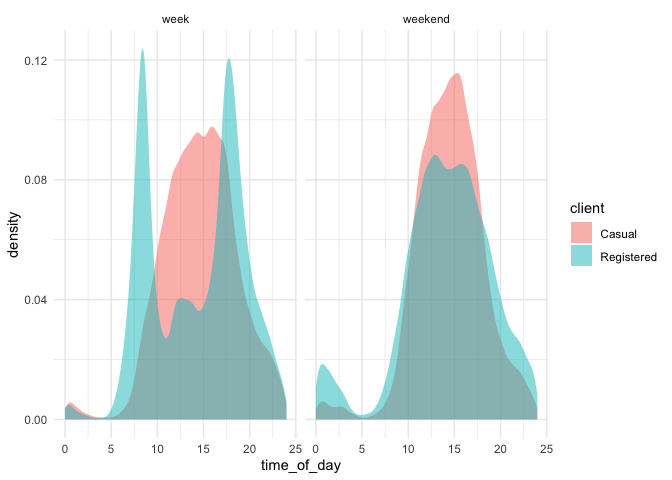 week
weekend
0.12
0.08
0.04
0.00
density
0 5 10 15 20 25
0 5 10 15 20 25
time_of_day
client
Casual
Registered